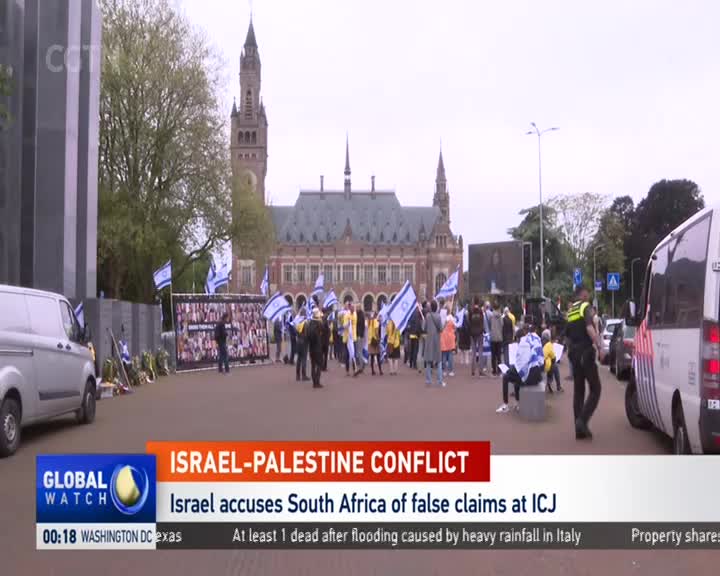 CGTN
ISRAEL-PALESTINE CONFLICT
GLOBAL
WATCH
Israel accuses South Africa of false claims at ICJ
00:18 WASHINGTON DC
exas At least 1 dead after flooding caused by heavy rainfall in Italy Property shares